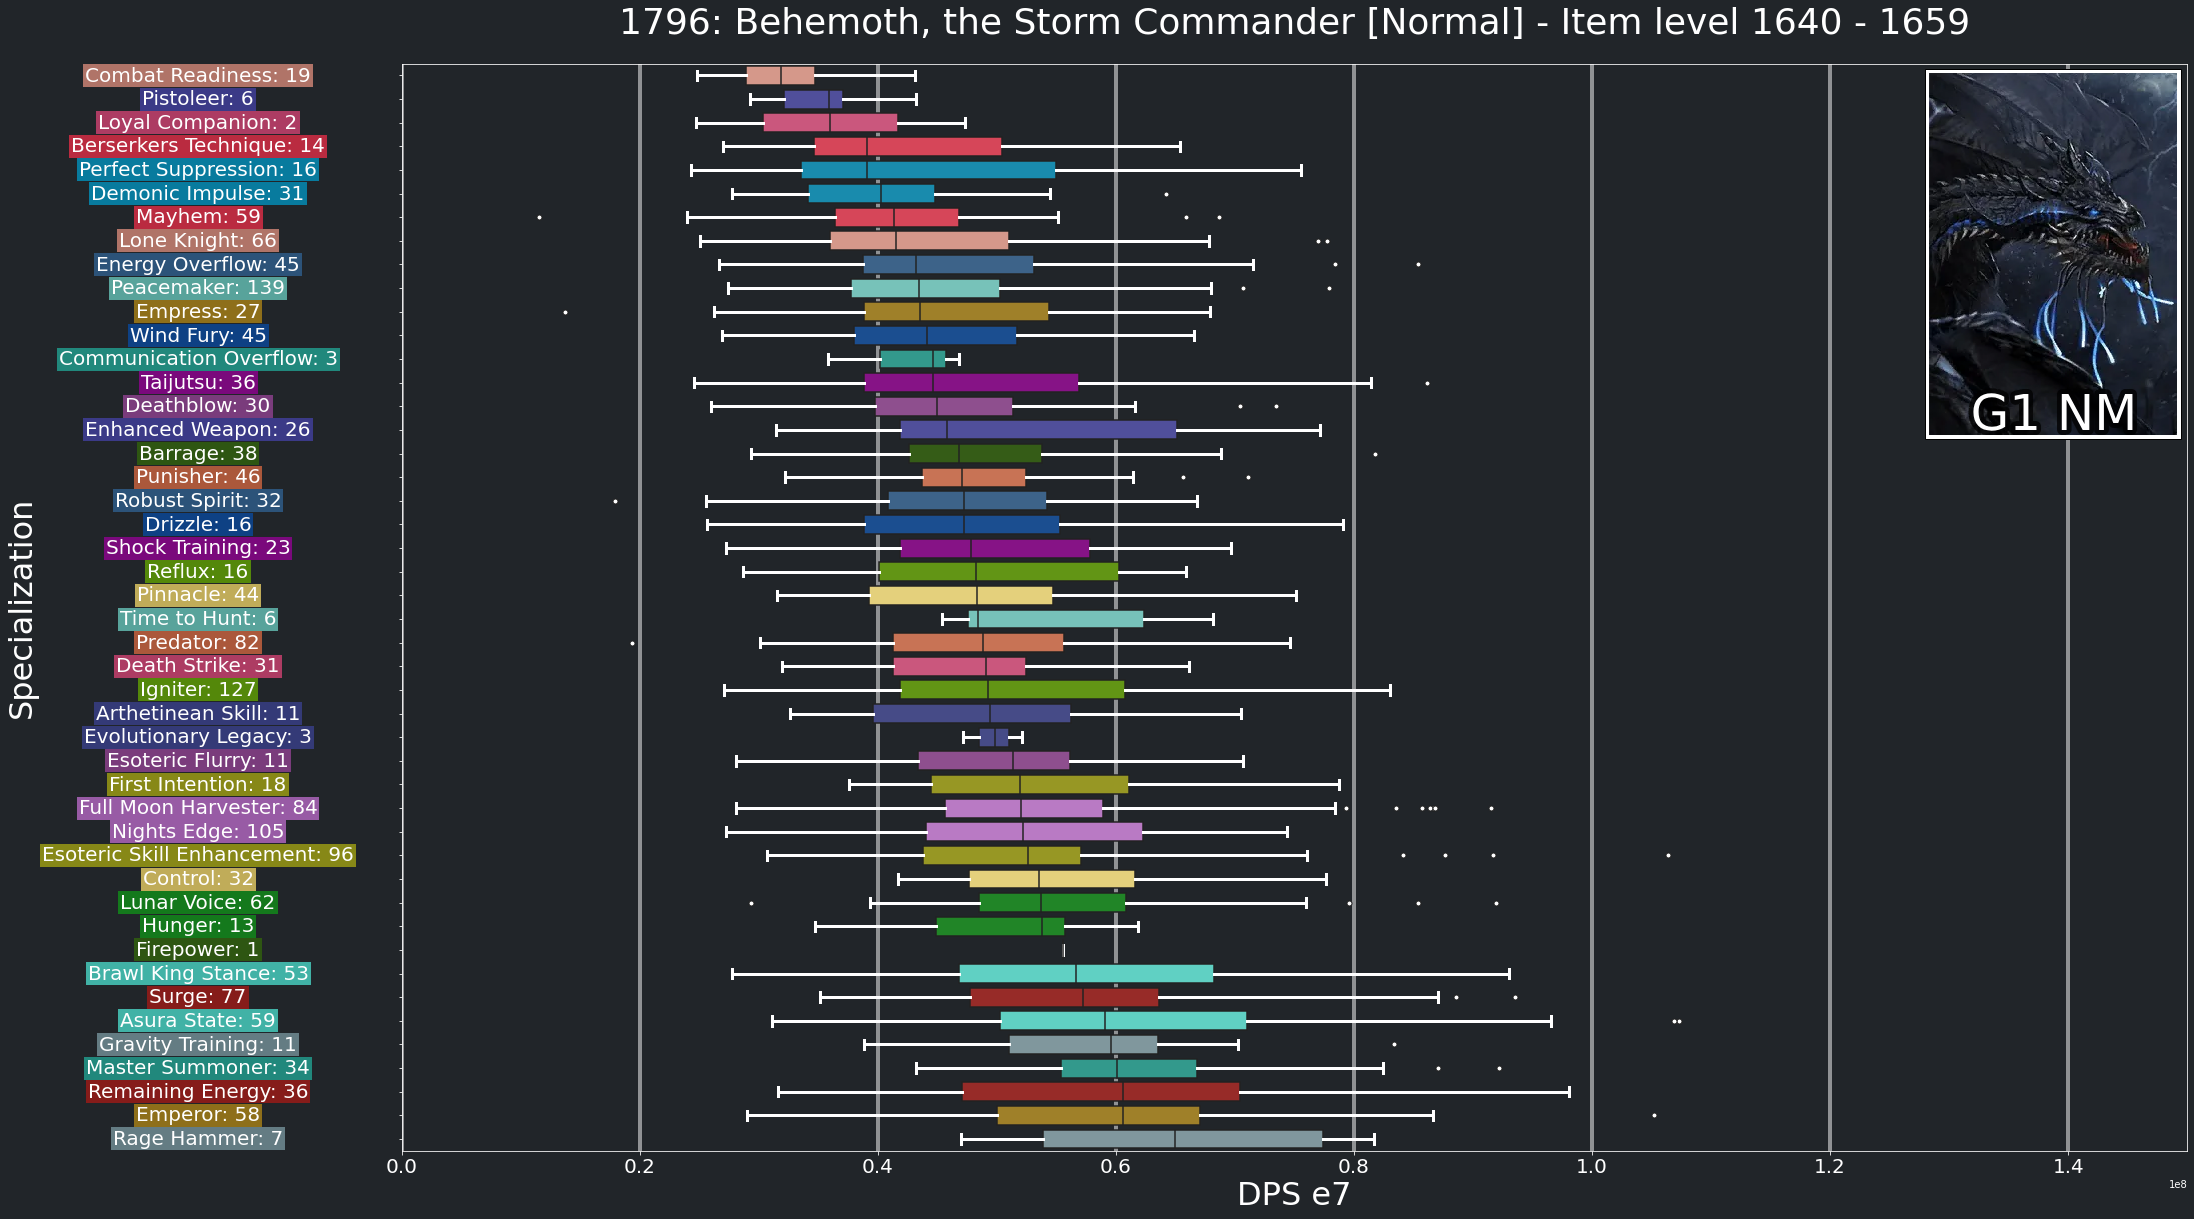 1796: Behemoth, the Storm Commander [Normal] - Item level 1640 - 1659
Combat Readiness: 19
Pistoleer: 6
Loyal Companion: 2
Berserkers Technique: 14
Perfect Suppression: 16
Demonic Impulse: 31
Mayhem: 59
Lone Knight: 66
Energy Overflow: 45
Peacemaker: 139
Empress: 27
Wind Fury: 45
Communication Overflow: 3
Taijutsu: 36
Deathblow: 30
Enhanced Weapon: 26
Barrage: 38
Punisher: 46
Robust Spirit: 32
Drizzle: 16
Shock Training: 23
Reflux: 16
Pinnacle: 44
Time to Hunt: 6
Predator: 82
Death Strike: 31
Igniter: 127
Arthetinean Skill: 11
Evolutionary Legacy: 3
Esoteric Flurry: 11
First Intention: 18
Full Moon Harvester: 84
Nights Edge: 105
Esoteric Skill Enhancement: 96
Control: 32
Lunar Voice: 62
Hunger: 13
Firepower: 1
Brawl King Stance: 53
Surge: 77
Asura State: 59
Gravity Training: 11
Master Summoner: 34
Remaining Energy: 36
Emperor: 58
Rage Hammer: 7
Specialization
G1 NM
0.0 0.2 0.4 0.6 0.8 1.0 1.2 1.4
DPS e7
1e8